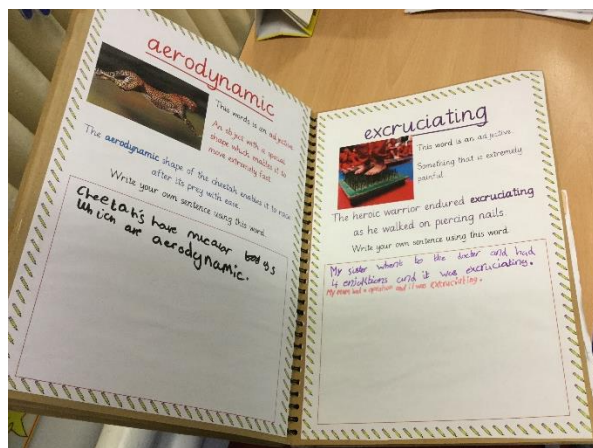 aerodynamic
This words is an adjective.
An object with a special
shape which enables it to
move extremely fast.
The aerodynamic shape of the cheetah enables it to race
after its prey with ease.
Write your own sentence using this word.
Cheetah's have mucalor bodys
Which are aerodynamic.
excruciating
This word is an adjective.
Something that is extremely
painful.
The heroic warrior endured excruciating
as he walked on piercing nails.
Write your own sentence using this word.
My sister whent to the doctor and had
4 and it was excruciating.
My mum had a operation and it was excruciating.